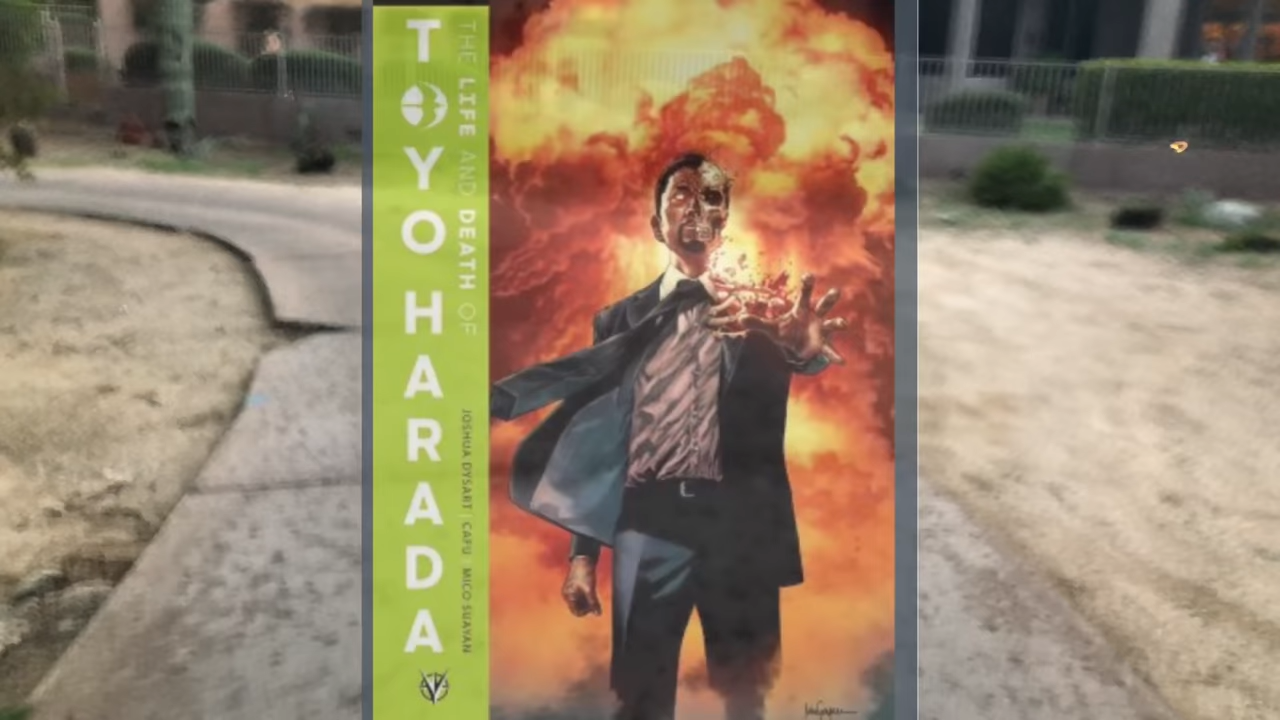 TOYO HARADA
THE LIFE AND DEATH OF
JOSHUA DYSART CAFU MICO SUAYAN